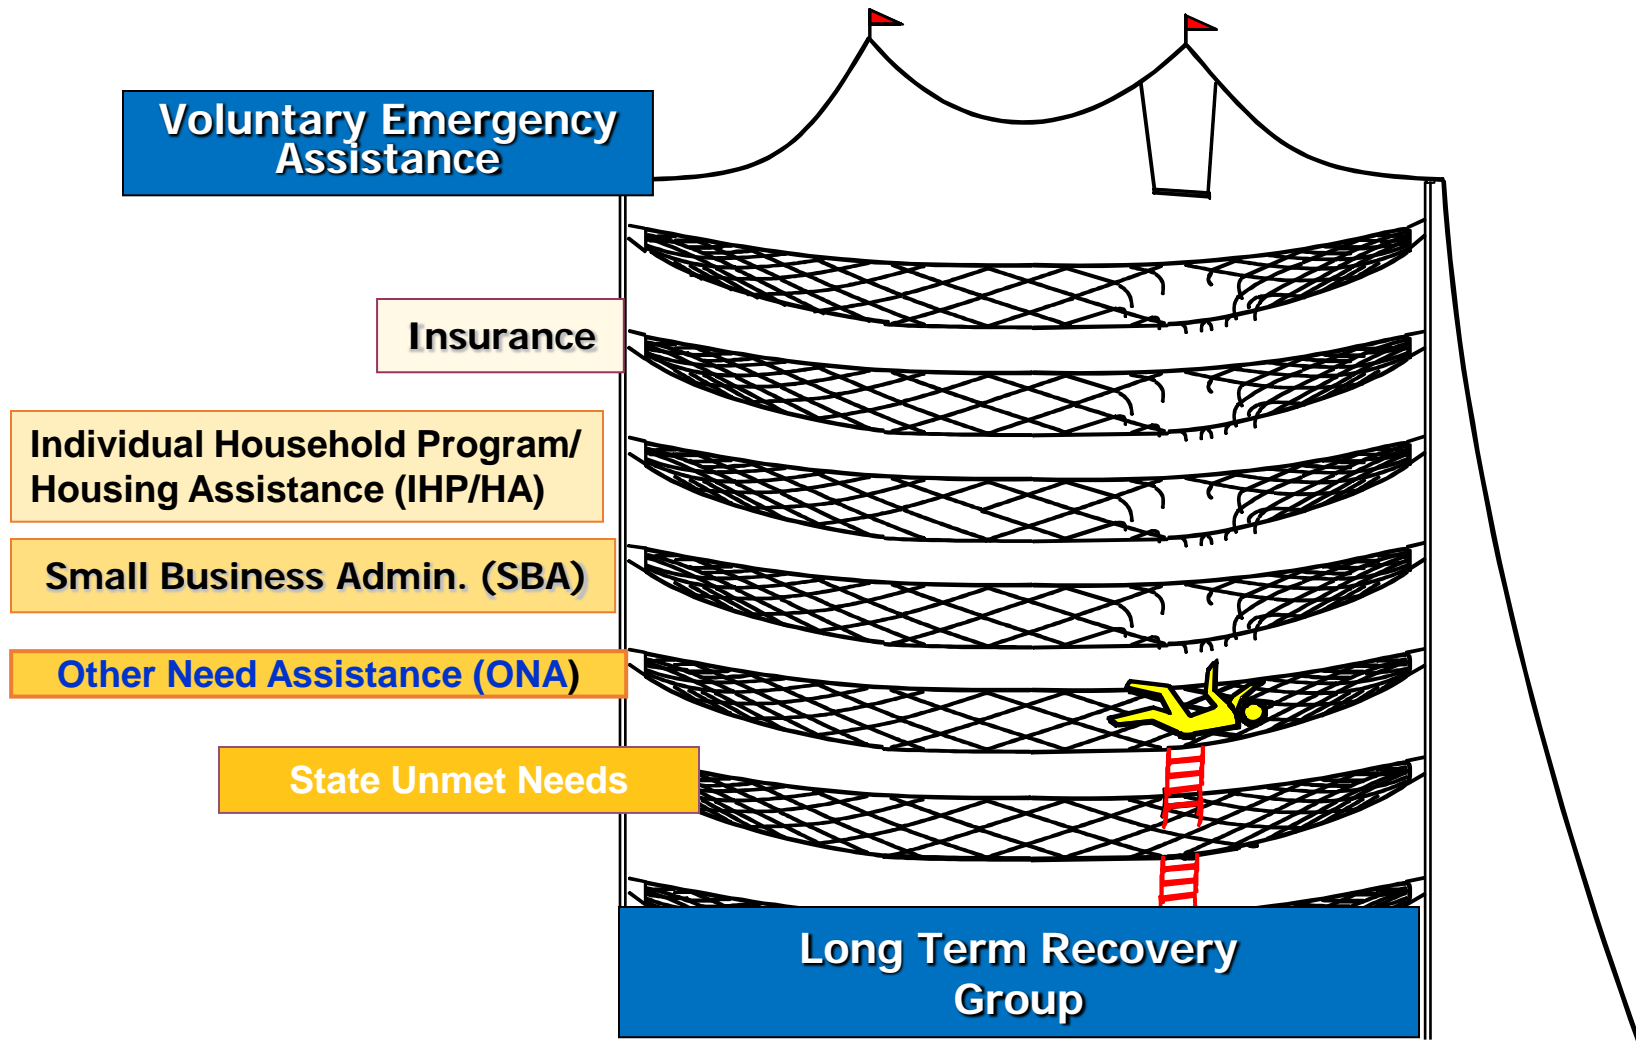 Voluntary Emergency
Assistance
Insurance
Individual Household Program/
Housing Assistance (IHP/HA)
Small Business Admin. (SBA)
Other Need Assistance (ONA)
State Unmet Needs
Long Term Recovery
Group